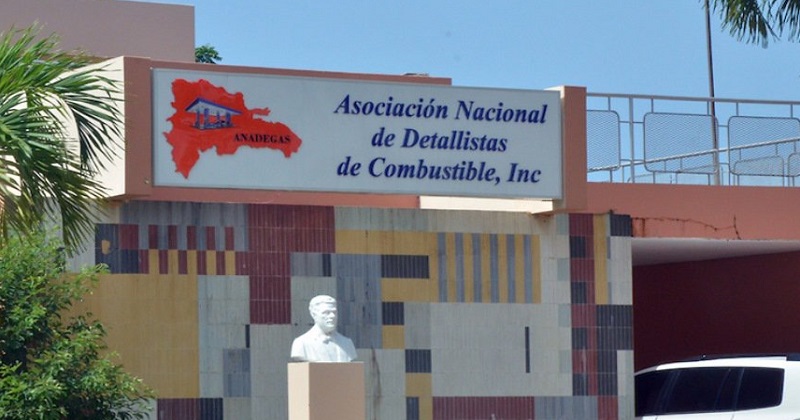 ANADEGAS
Asociación Nacional
de Detallistas
de Combustible, Inc